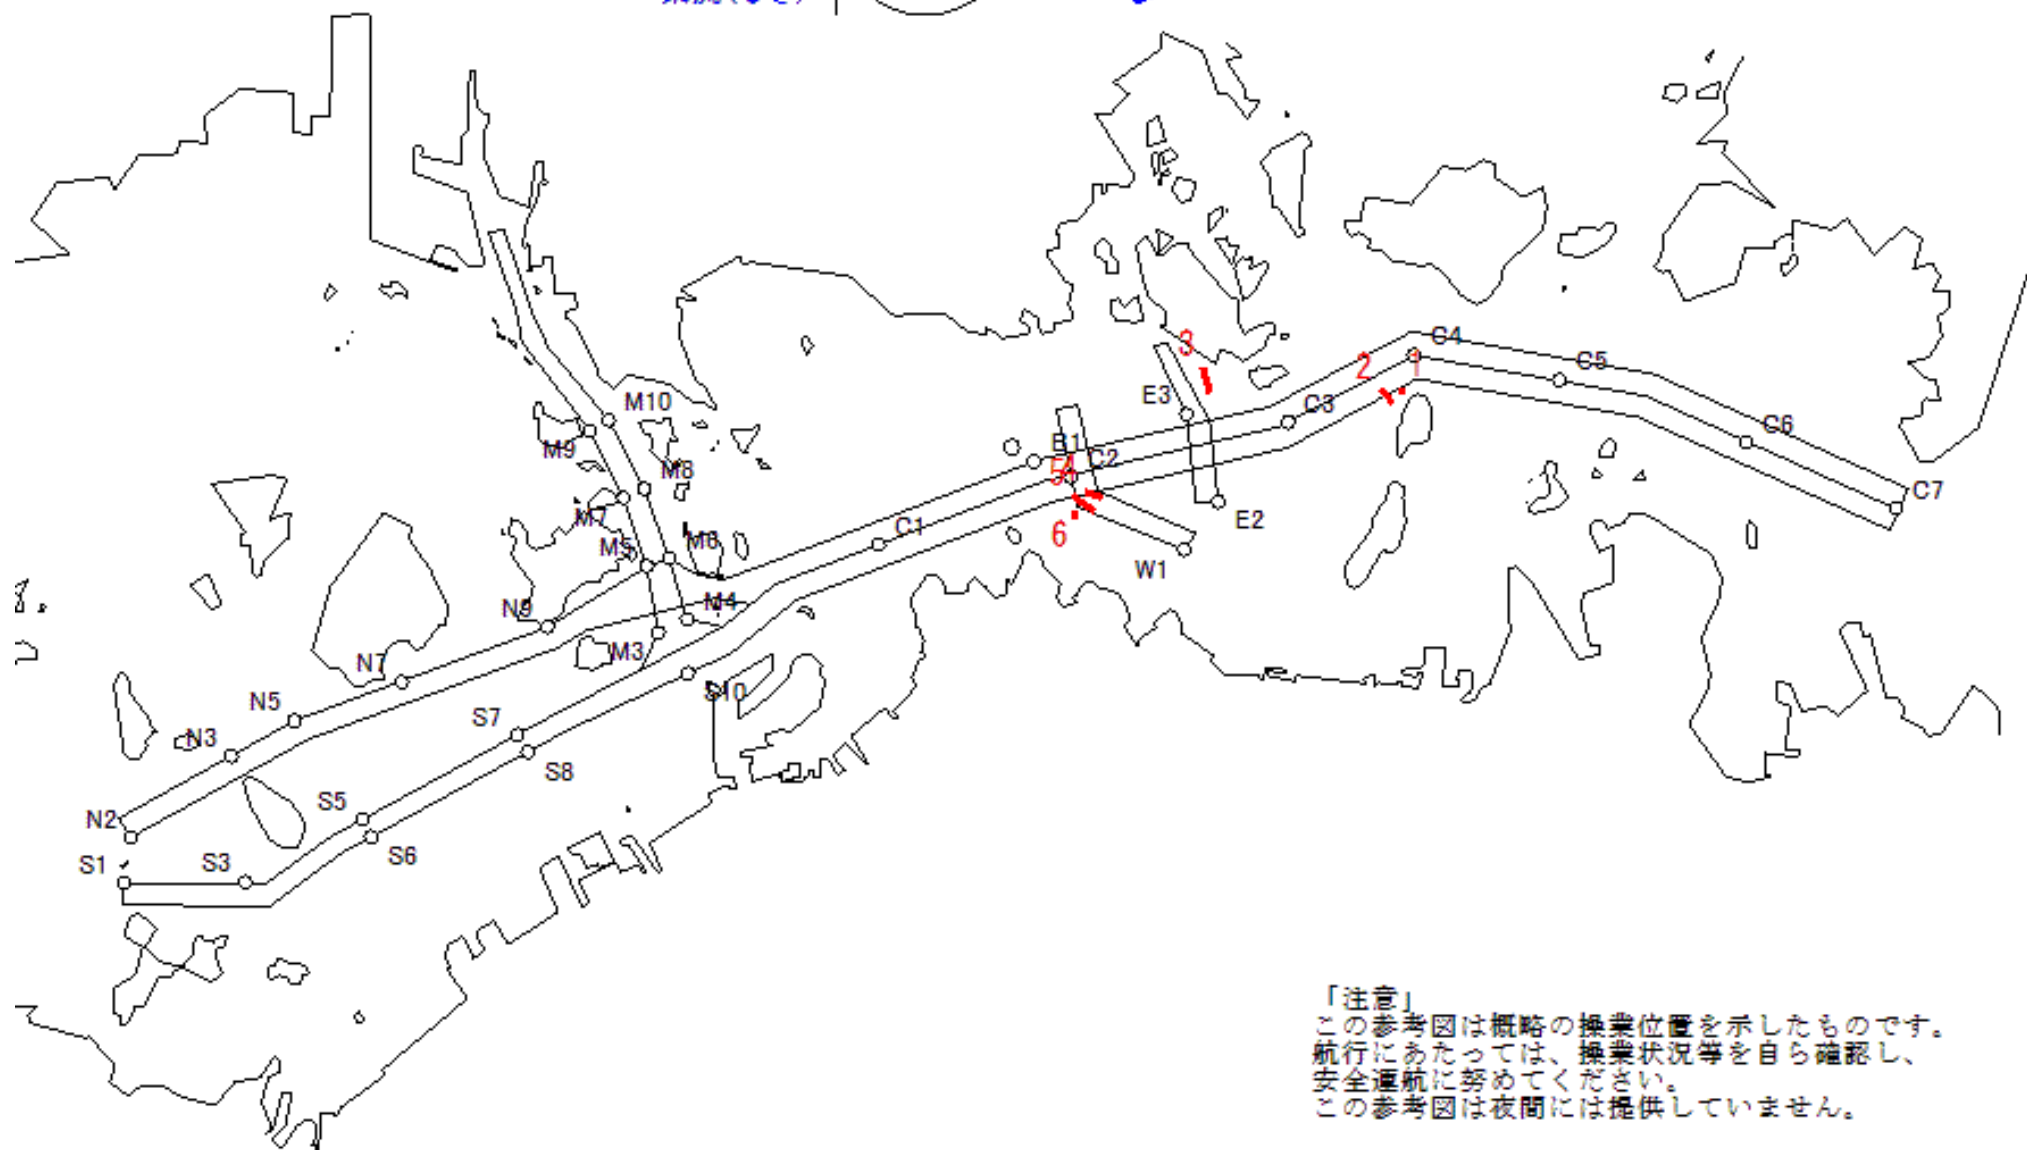 3
C4
2
1
C5
E3
M10
C3
C6
M9
B1
C2
M8
54
C7
M7
E2
C1
6
M5
M6
W1
N9
M4
M3
N7
S10
N5
S7
N3
S8
S5
N2
S6
S1
S3
「注意」
この参考図は概略の操業位置を示したものです。
航行にあたっては、操業状況等を自ら確認し、
安全運航に努めてください。
この参考図は夜間には提供していません。